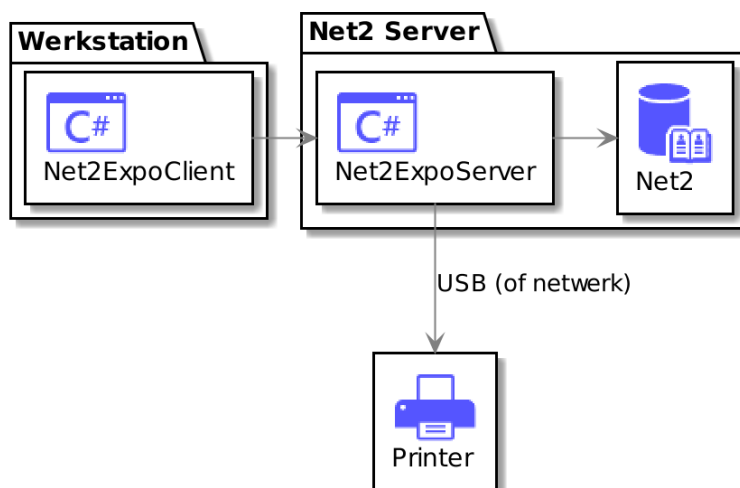 Werkstation
Net2 Server
C#
Net2ExpoClient
C#
Net2ExpoServer
Net2
USB (of netwerk)
Printer